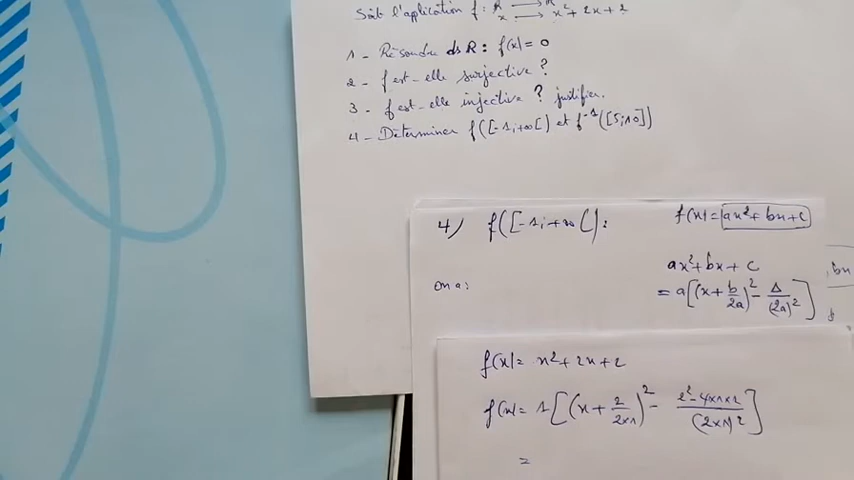 Soit l'application f: R → R
x → x² + 2x + 2
1 - Résoudre ds R : f(x) = 0
2 - f est-elle surjective ?
3 - f est-elle injective ? justifier.
4 - Déterminer f([-1;+∞[) et f⁻¹([5;10])
4) f([-1;+∞[):
f(x) = ax² + bx + c
ax² + bx + c
on a:
= a[(x + b/2a)² - Δ/(2a)²]
bx
f(x) = x² + 2x + 2
f(x) = 1[(x + 2/2×1)² - 2² - 4×1×2/(2×1)²]
=